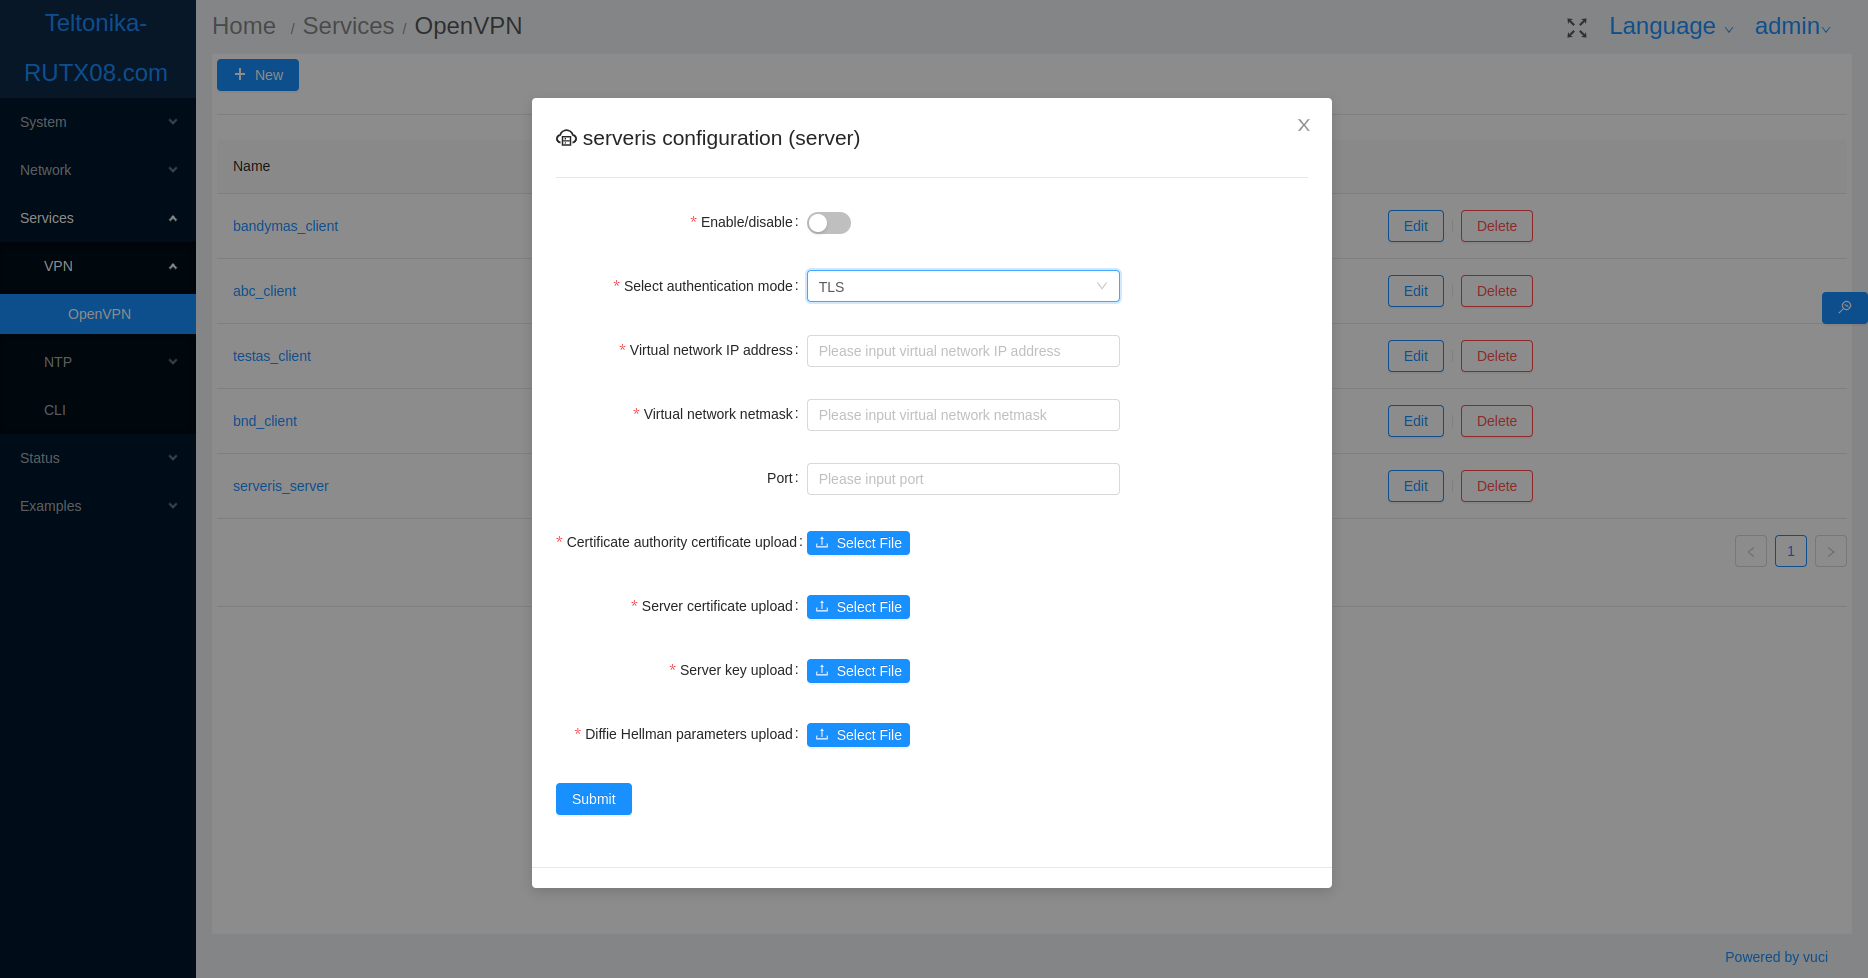 Teltonika-
RUTX08.com
Home / Services / OpenVPN
Language
admin
System
Network
Services
VPN
OpenVPN
NTP
CLI
Status
Examples
+ New
Name
bandymas_client
Edit
Delete
abc_client
Edit
Delete
testas_client
Edit
Delete
bnd_client
Edit
Delete
serveris_server
Edit
Delete
< 1 >
serveris configuration (server)
* Enable/disable:
* Select authentication mode: TLS
* Virtual network IP address: Please input virtual network IP address
* Virtual network netmask: Please input virtual network netmask
Port: Please input port
* Certificate authority certificate upload: Select File
* Server certificate upload: Select File
* Server key upload: Select File
* Diffie Hellman parameters upload: Select File
Submit
Powered by vuci